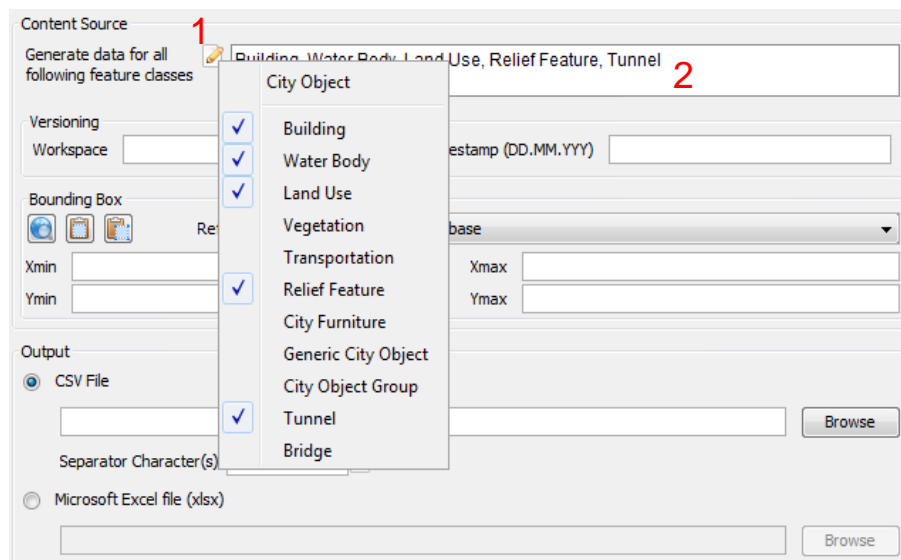 Content Source
1
Generate data for all
following feature classes
Building, Water Body, Land Use, Relief Feature, Tunnel
2
City Object
Building
Water Body
Land Use
Vegetation
Transportation
Relief Feature
City Furniture
Generic City Object
City Object Group
Tunnel
Bridge
Versioning
Workspace
estamp (DD.MM.YYY)
Bounding Box
base
Xmin
Xmax
Ymin
Ymax
Output
CSV File
Browse
Separator Character(s)
Microsoft Excel file (xlsx)
Browse